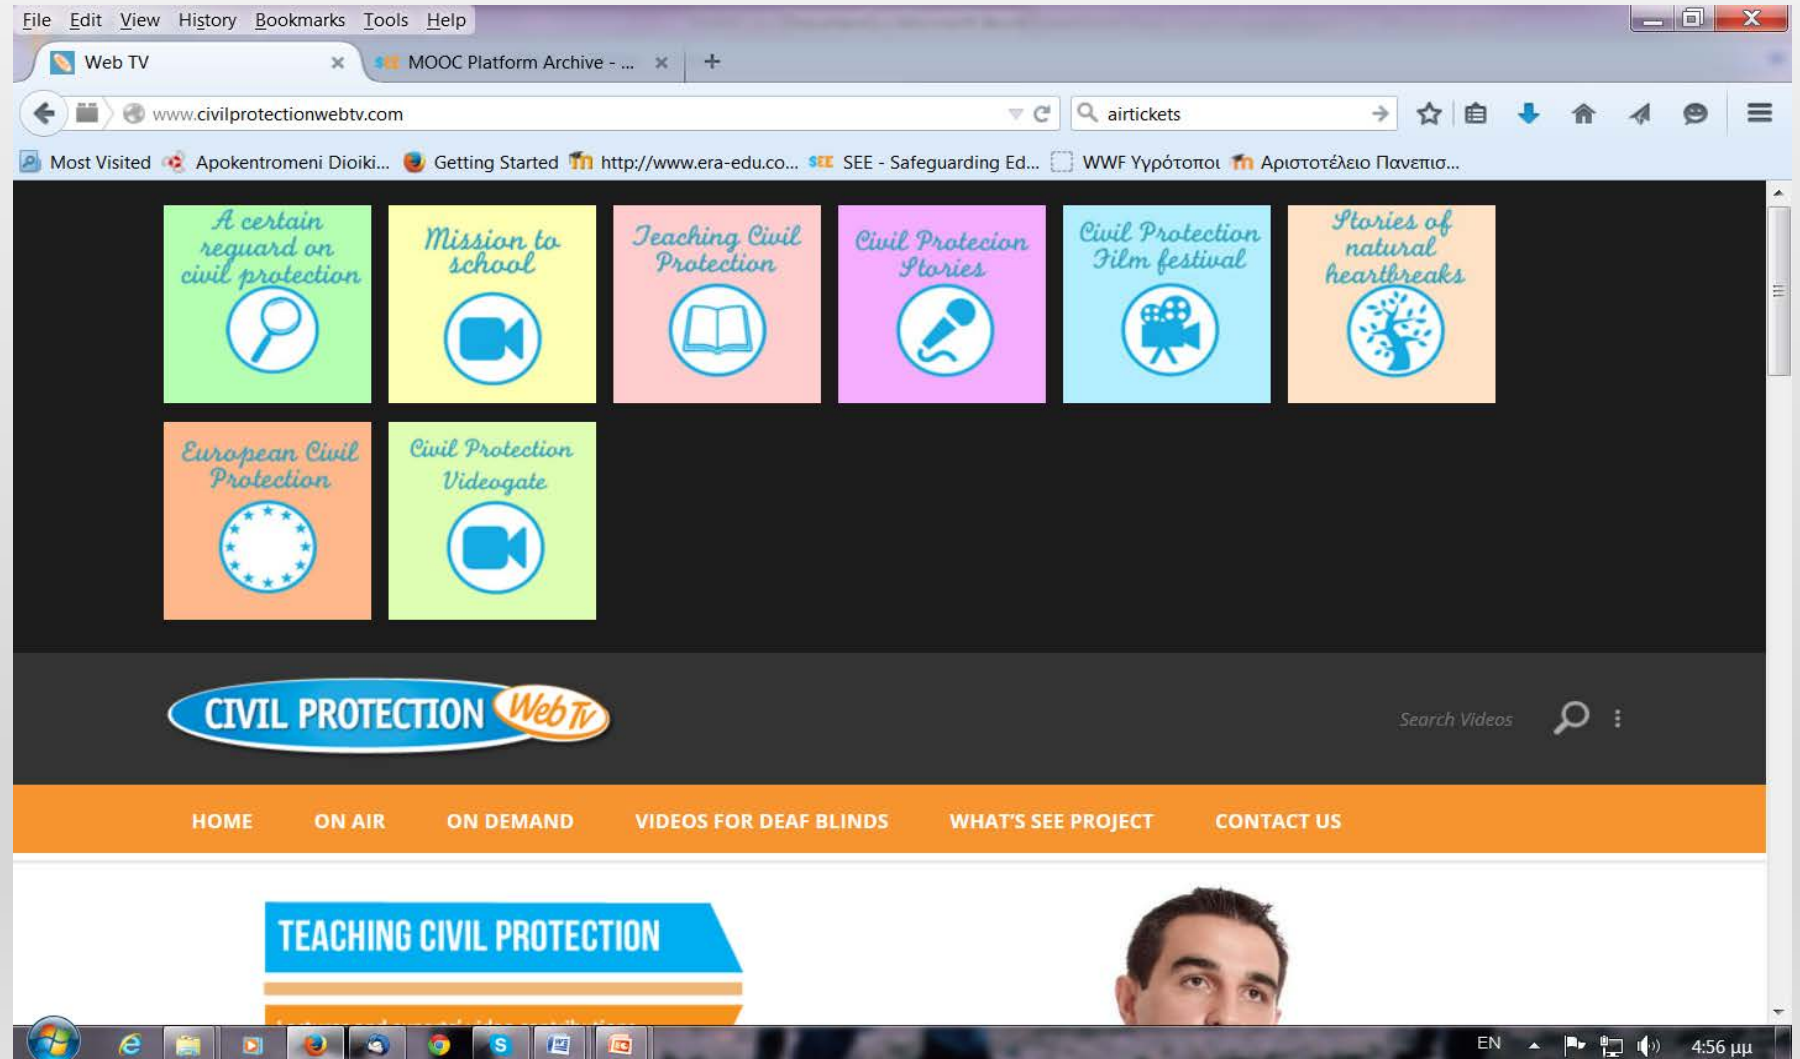 File Edit View History Bookmarks Tools Help
Web TV
see MOOC Platform Archive - ...
www.civilprotectionwebtv.com
airtickets
Most Visited Apokentromeni Dioiki... Getting Started http://www.era-edu.co... SEE SEE - Safeguarding Ed... WWF Υγρότοποι Αριστοτέλειο Πανεπισ...
A certain
reguard on
civil protection
Mission to
school
Teaching Civil
Protection
Civil Protecion
Stories
Civil Protection
Film festival
Stories of
natural
heartbreaks
European Civil
Protection
Civil Protection
Videogate
CIVIL PROTECTION Web Tv
Search Videos
HOME ON AIR ON DEMAND VIDEOS FOR DEAF BLINDS WHAT'S SEE PROJECT CONTACT US
TEACHING CIVIL PROTECTION
EN 4:56 μμ